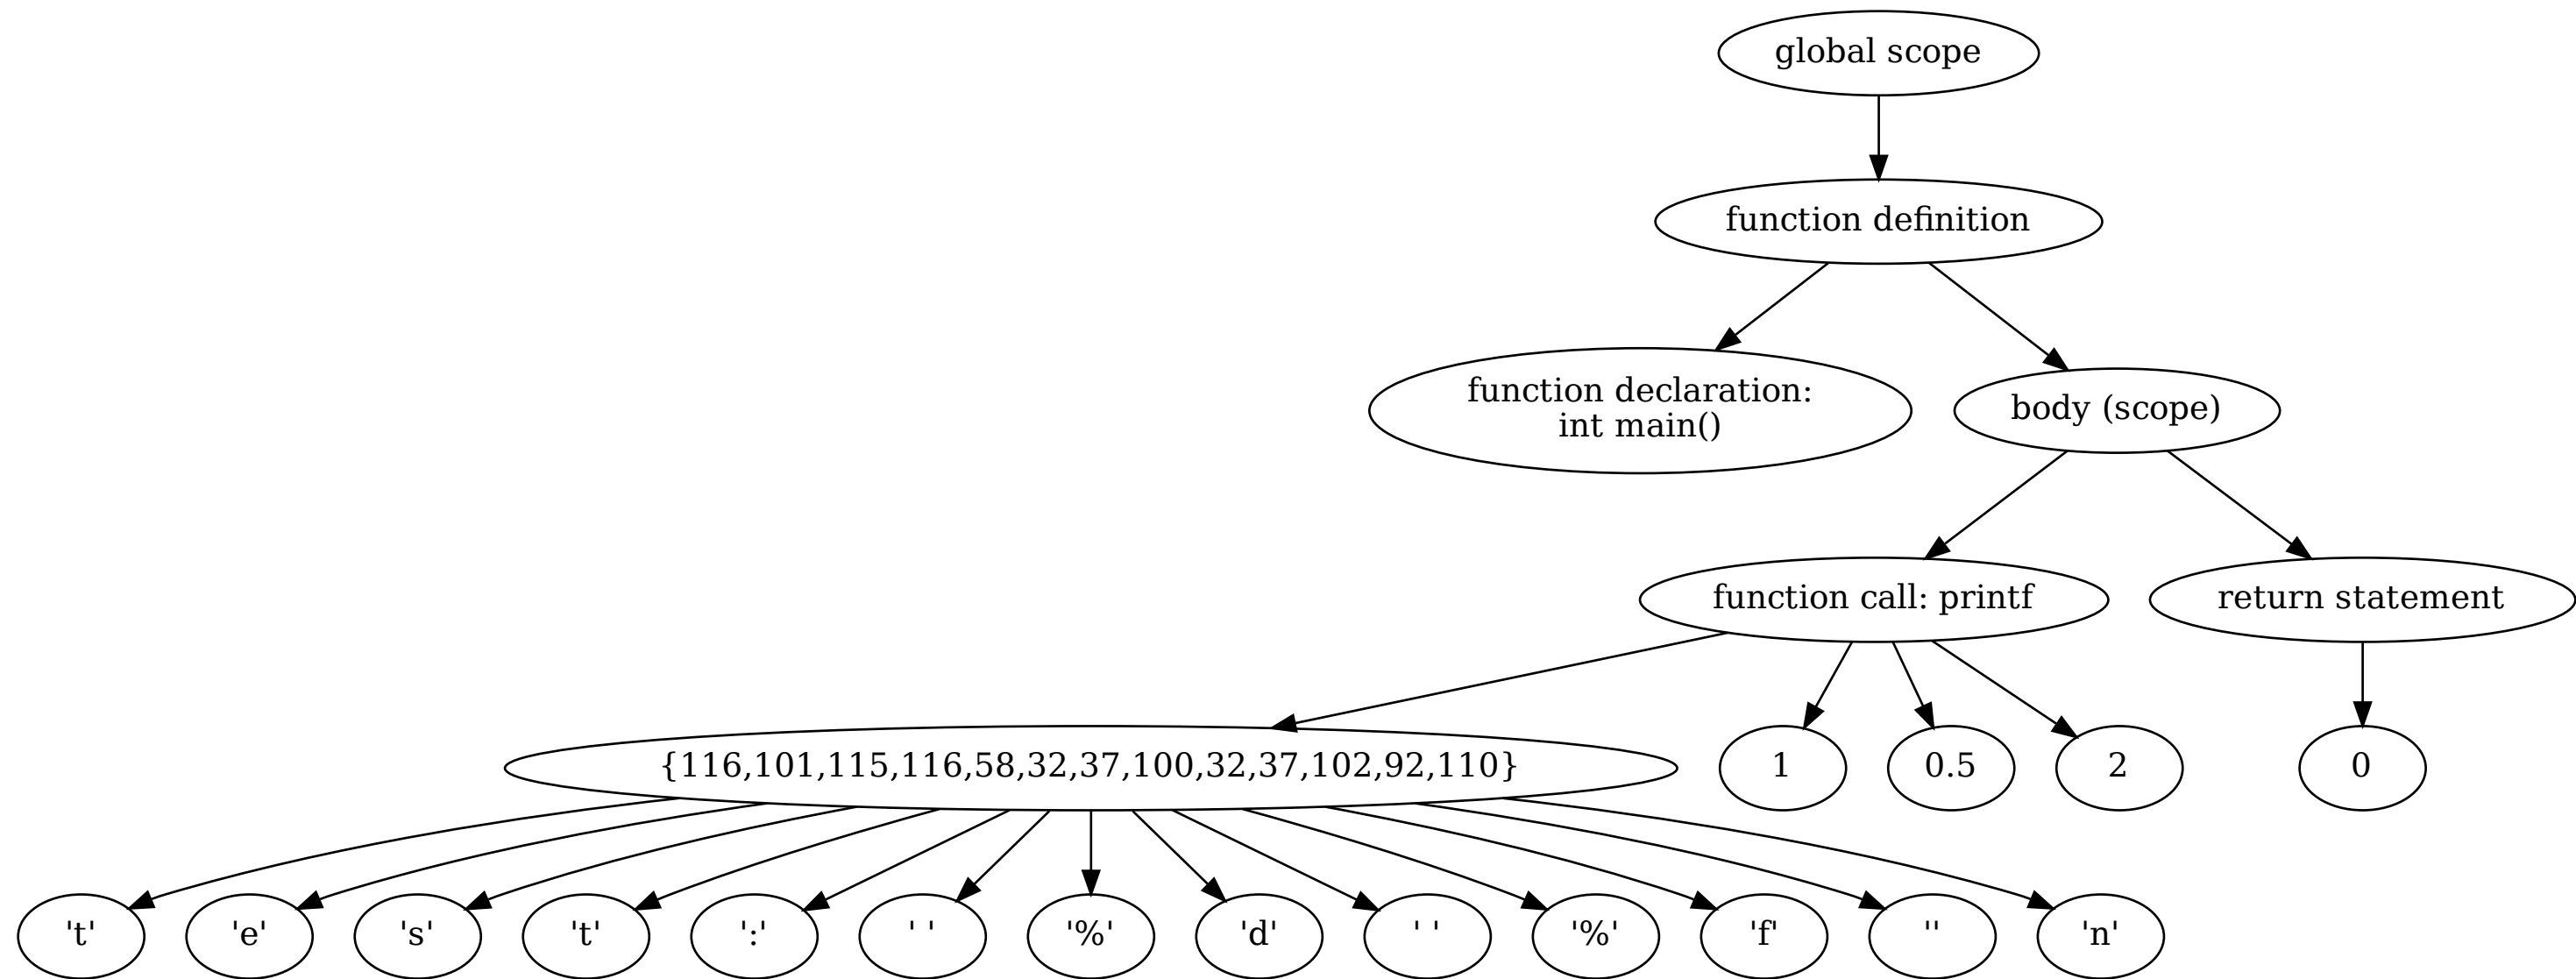 global scope
function definition
function declaration:
int main()
body (scope)
function call: printf
return statement
{116,101,115,116,58,32,37,100,32,37,102,92,110}
1
0.5
2
0
't'
'e'
's'
't'
':'
' '
'%'
'd'
' '
'%'
'f'
''
'n'